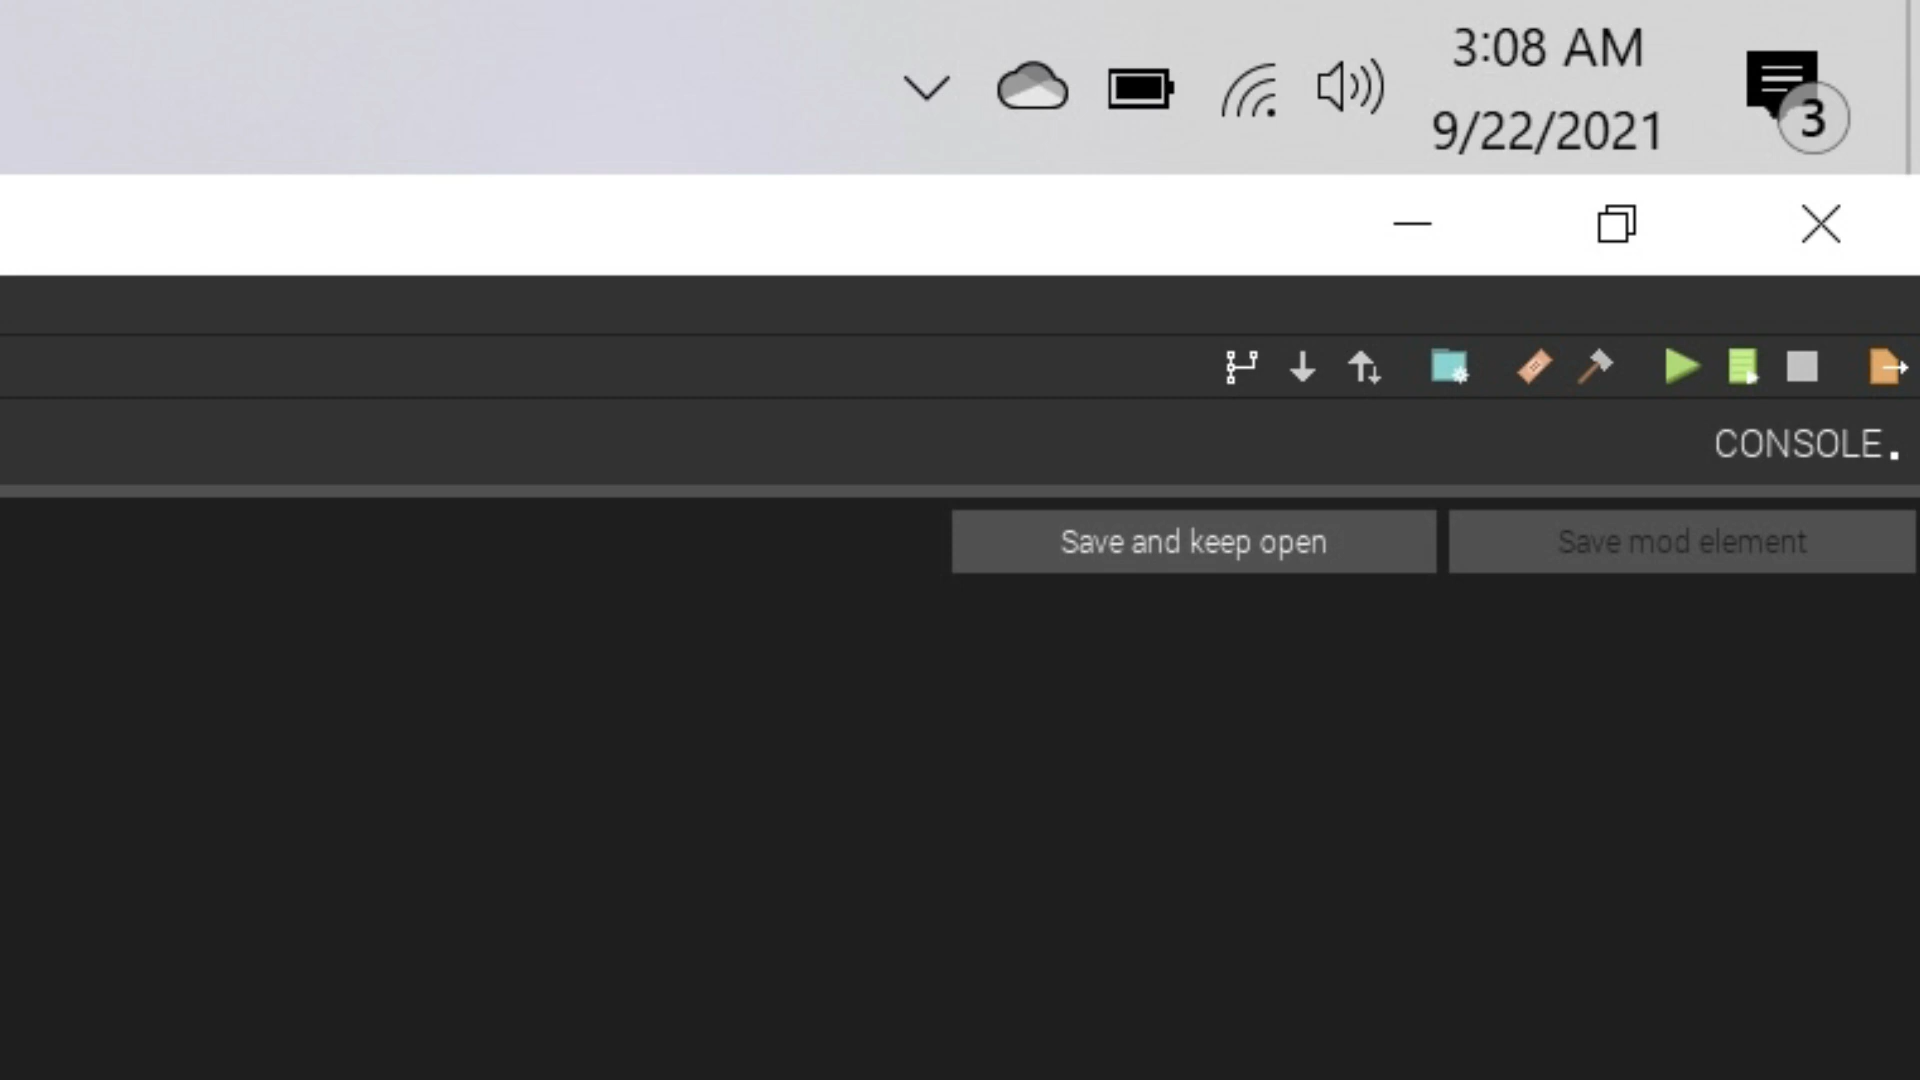 3:08 AM
9/22/2021
3
CONSOLE.
Save and keep open
Save mod element